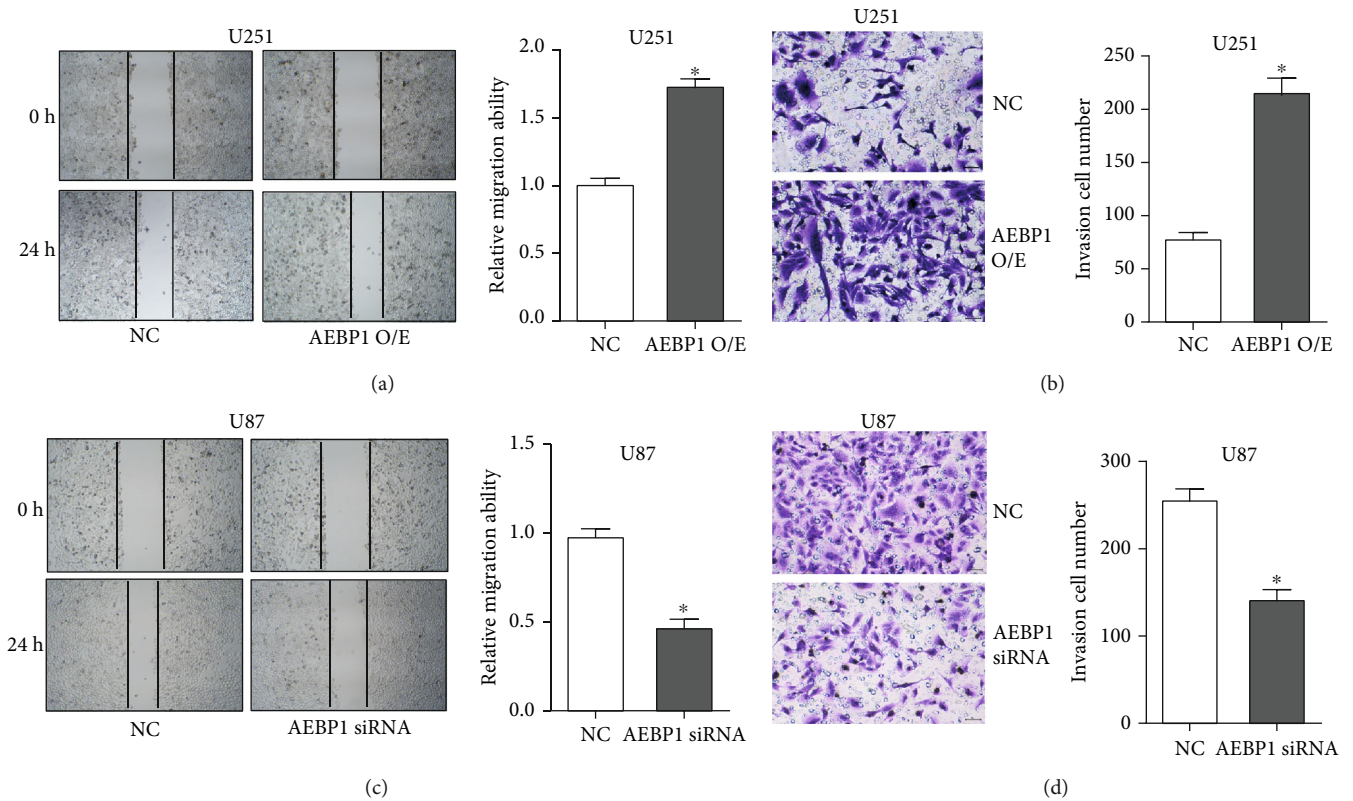 U251
0 h
24 h
NC
AEBP1 O/E
U251
Relative migration ability
2.0
1.5
1.0
0.5
0.0
*
NC
AEBP1 O/E
(a)
U251
NC
AEBP1
O/E
U251
Invasion cell number
250
200
150
100
50
0
*
NC
AEBP1 O/E
(b)
U87
0 h
24 h
NC
AEBP1 siRNA
U87
Relative migration ability
1.5
1.0
0.5
0.0
*
NC
AEBP1 siRNA
(c)
U87
NC
AEBP1
siRNA
U87
Invasion cell number
300
200
100
0
*
NC
AEBP1 siRNA
(d)